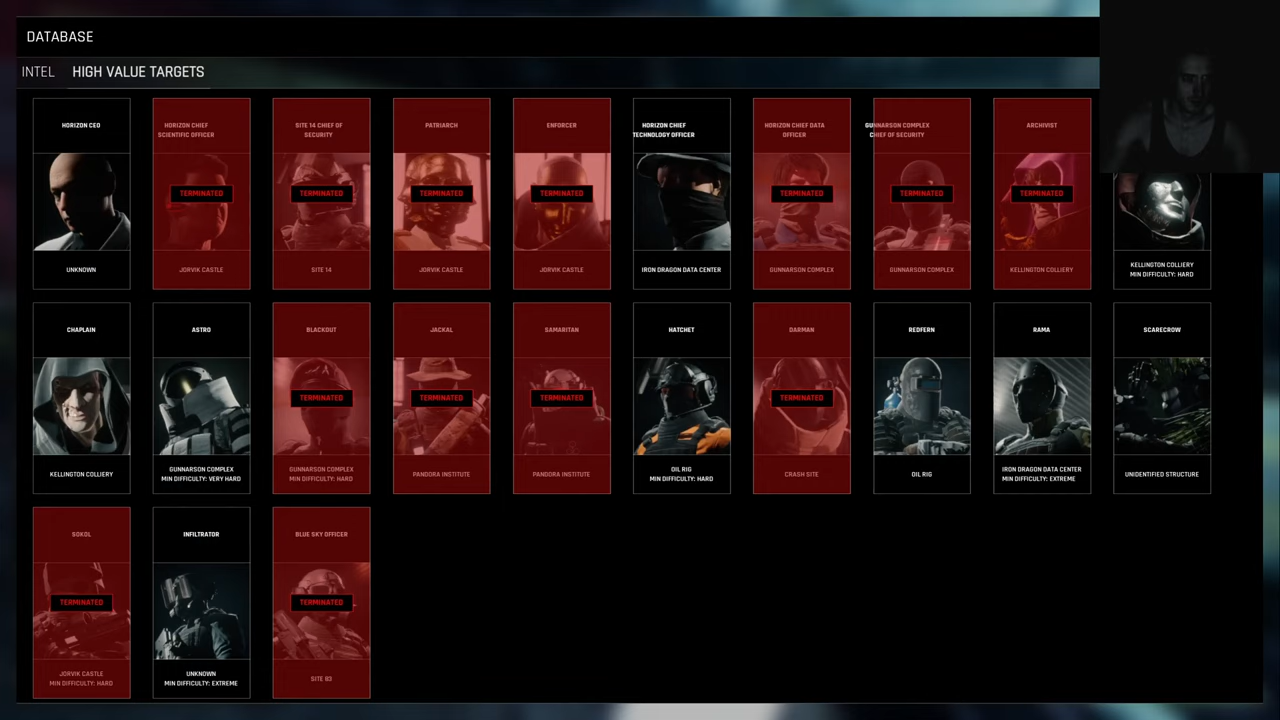 DATABASE
INTEL HIGH VALUE TARGETS
HORIZON CEO
UNKNOWN
HORIZON CHIEF
SCIENTIFIC OFFICER
TERMINATED
JORVIK CASTLE
SITE 14 CHIEF OF
SECURITY
TERMINATED
SITE 14
PATRIARCH
TERMINATED
JORVIK CASTLE
ENFORCER
TERMINATED
JORVIK CASTLE
HORIZON CHIEF
TECHNOLOGY OFFICER
IRON DRAGON DATA CENTER
HORIZON CHIEF DATA
OFFICER
TERMINATED
GUNNARSON COMPLEX
GUNNARSON COMPLEX
CHIEF OF SECURITY
TERMINATED
GUNNARSON COMPLEX
ARCHIVIST
TERMINATED
KELLINGTON COLLIERY
KELLINGTON COLLIERY
MIN DIFFICULTY: HARD
CHAPLAIN
KELLINGTON COLLIERY
ASTRO
GUNNARSON COMPLEX
MIN DIFFICULTY: VERY HARD
BLACKOUT
TERMINATED
GUNNARSON COMPLEX
MIN DIFFICULTY: HARD
JACKAL
TERMINATED
PANDORA INSTITUTE
SAMARITAN
TERMINATED
PANDORA INSTITUTE
HATCHET
OIL RIG
MIN DIFFICULTY: HARD
DARMAN
TERMINATED
CRASH SITE
REDFERN
OIL RIG
RAMA
IRON DRAGON DATA CENTER
MIN DIFFICULTY: EXTREME
SCARECROW
UNIDENTIFIED STRUCTURE
SOKOL
TERMINATED
JORVIK CASTLE
MIN DIFFICULTY: HARD
INFILTRATOR
UNKNOWN
MIN DIFFICULTY: EXTREME
BLUE SKY OFFICER
TERMINATED
SITE 83